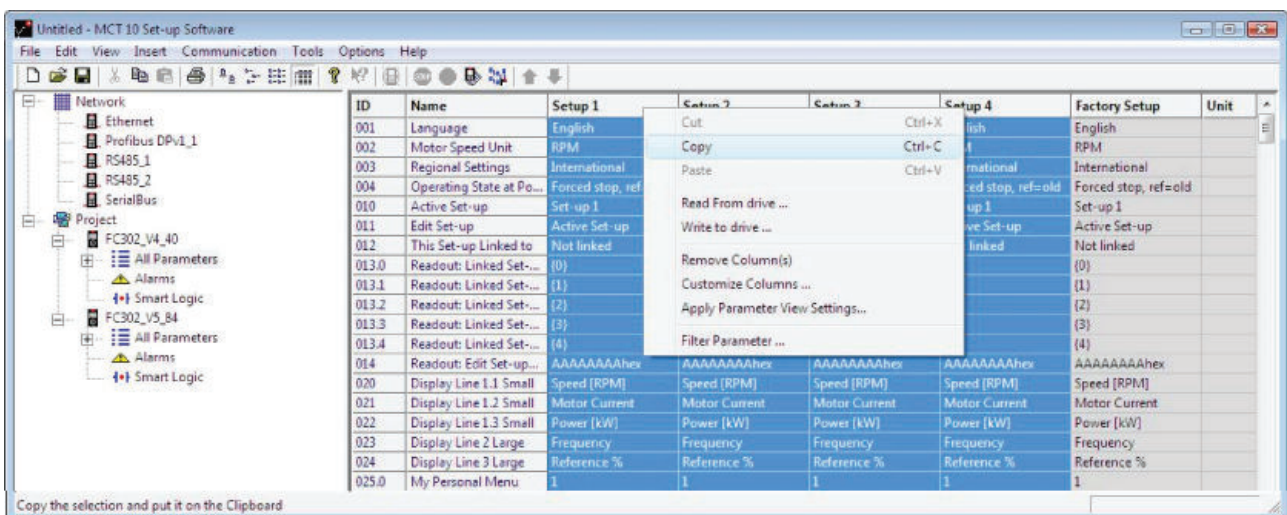 Untitled - MCT 10 Set-up Software
File Edit View Insert Communication Tools Options Help
Network
Ethernet
Profibus DPv1_1
RS485_1
RS485_2
SerialBus
Project
FC302_V4_40
All Parameters
Alarms
Smart Logic
FC302_V5_84
All Parameters
Alarms
Smart Logic
ID Name Setup 1 Setup 2 Setup 3 Setup 4 Factory Setup Unit
001 Language English lish English
002 Motor Speed Unit RPM RPM
003 Regional Settings International national International
004 Operating State at Po... Forced stop, ref ced stop, ref=old Forced stop, ref=old
010 Active Set-up Set-up 1 up 1 Set-up 1
011 Edit Set-up Active Set-up ve Set-up Active Set-up
012 This Set-up Linked to Not linked linked Not linked
013.0 Readout: Linked Set-... {0} {0}
013.1 Readout: Linked Set-... {1} {1}
013.2 Readout: Linked Set-... {2} {2}
013.3 Readout: Linked Set-... {3} {3}
013.4 Readout: Linked Set-... {4} {4}
014 Readout: Edit Set-up... AAAAAAAAhex AAAAAAAAhex AAAAAAAAhex AAAAAAAAhex AAAAAAAAhex
020 Display Line 1.1 Small Speed [RPM] Speed [RPM] Speed [RPM] Speed [RPM] Speed [RPM]
021 Display Line 1.2 Small Motor Current Motor Current Motor Current Motor Current Motor Current
022 Display Line 1.3 Small Power [kW] Power [kW] Power [kW] Power [kW] Power [kW]
023 Display Line 2 Large Frequency Frequency Frequency Frequency Frequency
024 Display Line 3 Large Reference % Reference % Reference % Reference % Reference %
025.0 My Personal Menu 1 1 1 1 1
Cut Ctrl+X
Copy Ctrl+C
Paste Ctrl+V
Read From drive ...
Write to drive ...
Remove Column(s)
Customize Columns ...
Apply Parameter View Settings...
Filter Parameter ...
Copy the selection and put it on the Clipboard